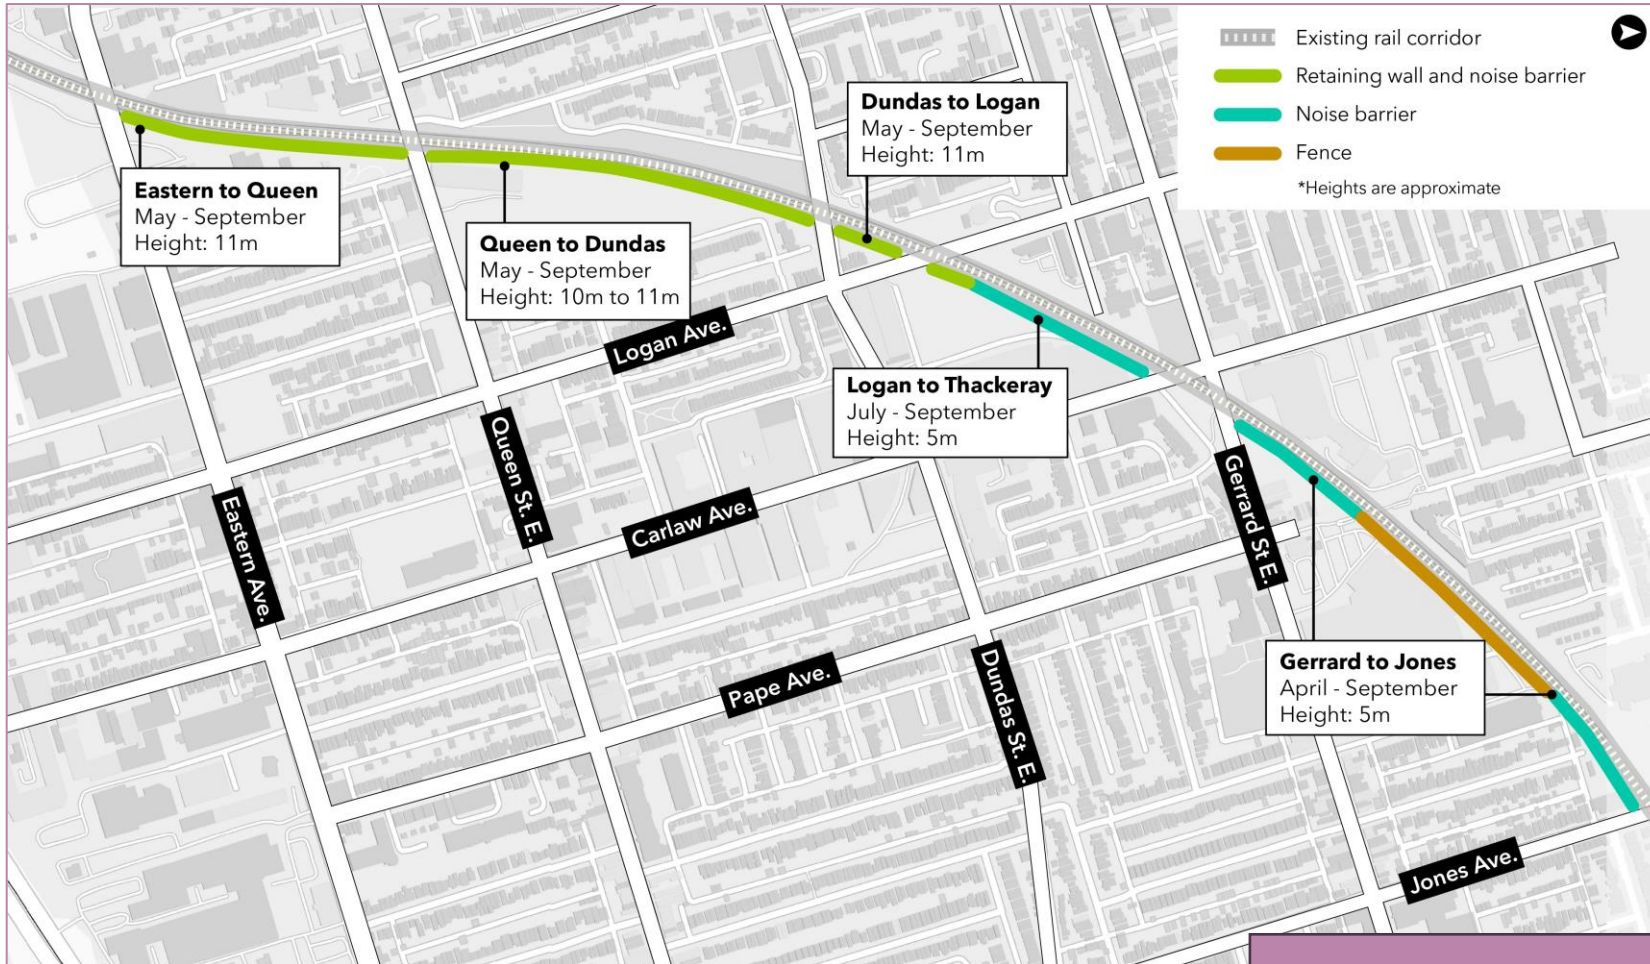 Existing rail corridor
Retaining wall and noise barrier
Noise barrier
Fence
*Heights are approximate
Dundas to Logan
May - September
Height: 11m
Eastern to Queen
May - September
Height: 11m
Queen to Dundas
May - September
Height: 10m to 11m
Logan Ave.
Logan to Thackeray
July - September
Height: 5m
Queen St. E.
Gerrard St E.
Eastern Ave.
Carlaw Ave.
Gerrard to Jones
April - September
Height: 5m
Pape Ave.
Dundas St. E.
Jones Ave.